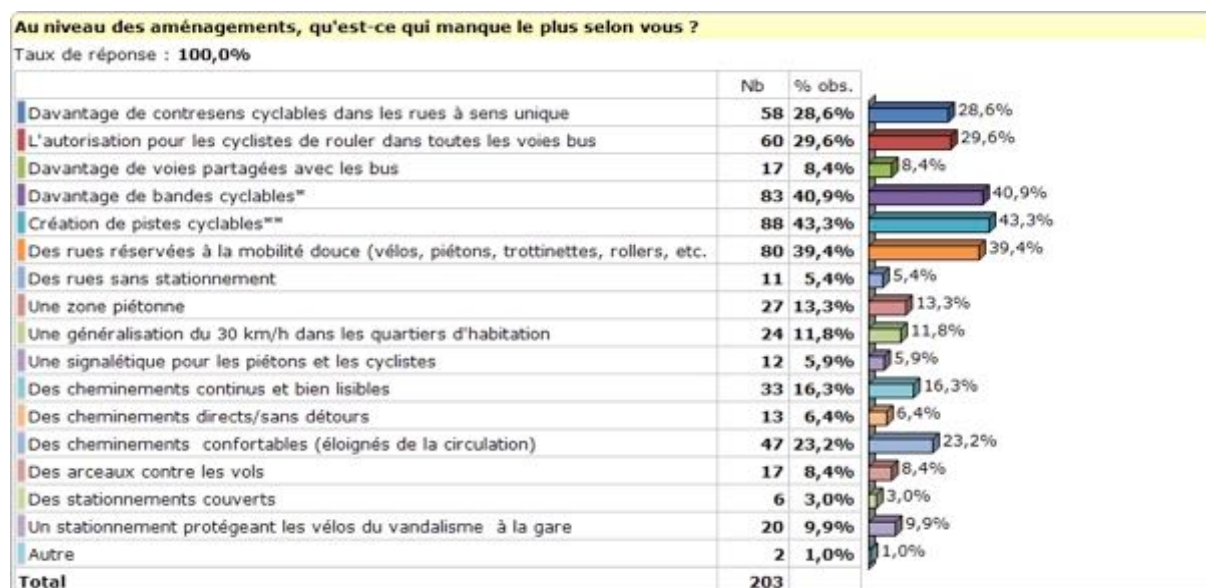 Au niveau des aménagements, qu'est-ce qui manque le plus selon vous ?
Taux de réponse : 100,0%
Nb % obs.
Davantage de contresens cyclables dans les rues à sens unique 58 28,6% 28,6%
L'autorisation pour les cyclistes de rouler dans toutes les voies bus 60 29,6% 29,6%
Davantage de voies partagées avec les bus 17 8,4% 8,4%
Davantage de bandes cyclables* 83 40,9% 40,9%
Création de pistes cyclables** 88 43,3% 43,3%
Des rues réservées à la mobilité douce (vélos, piétons, trottinettes, rollers, etc. 80 39,4% 39,4%
Des rues sans stationnement 11 5,4% 5,4%
Une zone piétonne 27 13,3% 13,3%
Une généralisation du 30 km/h dans les quartiers d'habitation 24 11,8% 11,8%
Une signalétique pour les piétons et les cyclistes 12 5,9% 5,9%
Des cheminements continus et bien lisibles 33 16,3% 16,3%
Des cheminements directs/sans détours 13 6,4% 6,4%
Des cheminements confortables (éloignés de la circulation) 47 23,2% 23,2%
Des arceaux contre les vols 17 8,4% 8,4%
Des stationnements couverts 6 3,0% 3,0%
Un stationnement protégeant les vélos du vandalisme à la gare 20 9,9% 9,9%
Autre 2 1,0% 1,0%
Total 203